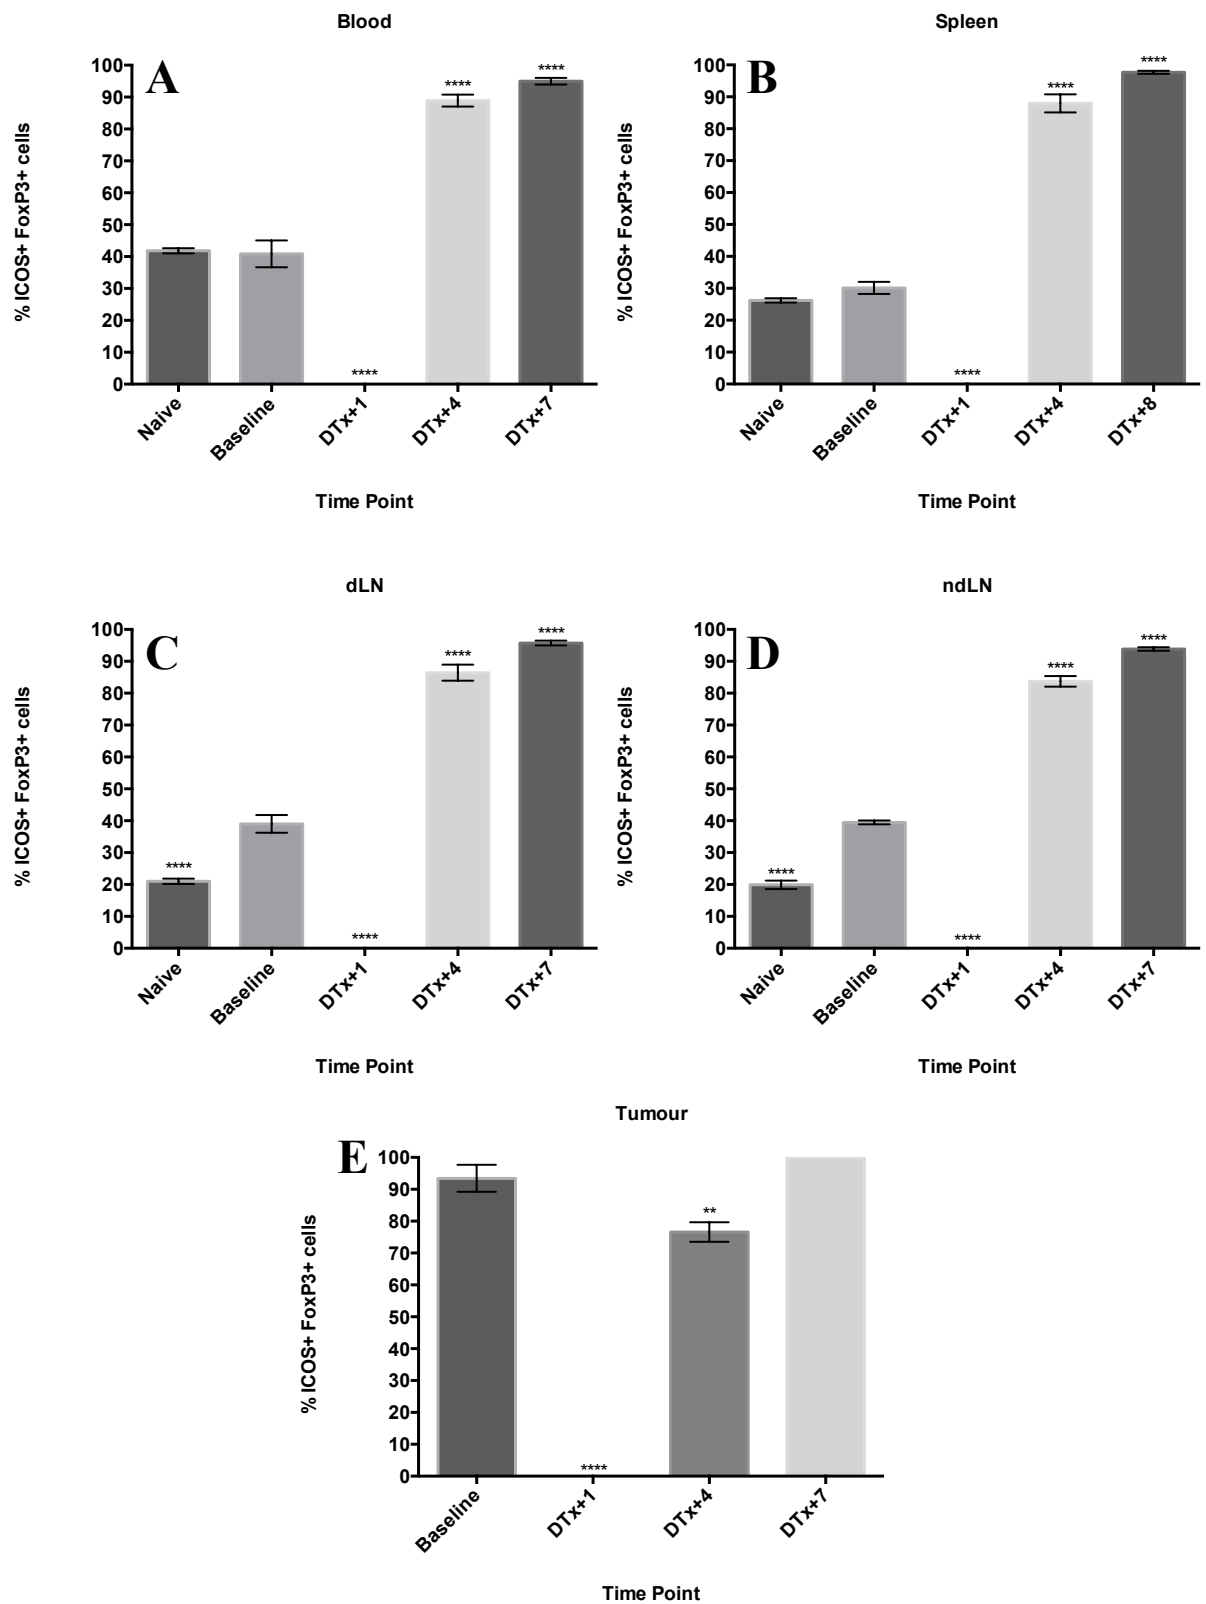 Blood
A
% ICOS+ FoxP3+ cells
100
90
80
70
60
50
40
30
20
10
0
****
****
****
Naive
Baseline
DTx+1
DTx+4
DTx+7
Time Point
Spleen
B
% ICOS+ FoxP3+ cells
100
90
80
70
60
50
40
30
20
10
0
****
****
****
Naive
Baseline
DTx+1
DTx+4
DTx+8
Time Point
dLN
C
% ICOS+ FoxP3+ cells
100
90
80
70
60
50
40
30
20
10
0
****
****
****
****
Naive
Baseline
DTx+1
DTx+4
DTx+7
Time Point
ndLN
D
% ICOS+ FoxP3+ cells
100
90
80
70
60
50
40
30
20
10
0
****
****
****
****
Naive
Baseline
DTx+1
DTx+4
DTx+7
Time Point
Tumour
E
% ICOS+ FoxP3+ cells
100
90
80
70
60
50
40
30
20
10
0
****
**
Baseline
DTx+1
DTx+4
DTx+7
Time Point